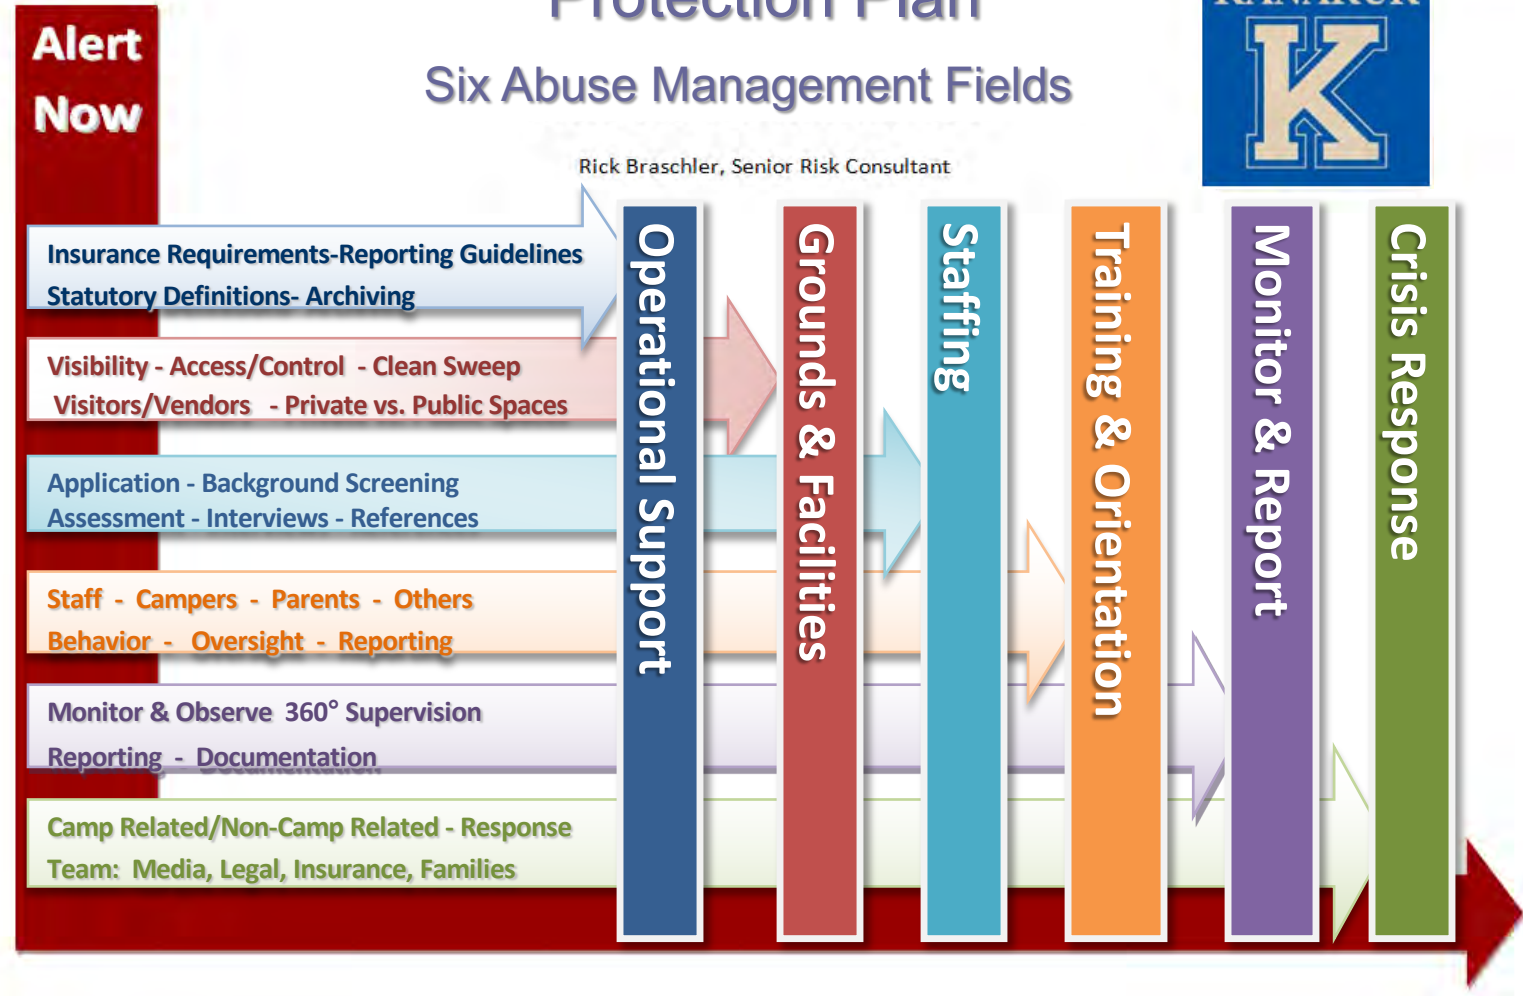 Protection Plan
KANAKUK
K
Six Abuse Management Fields
Rick Braschler, Senior Risk Consultant
Alert
Now
Insurance Requirements-Reporting Guidelines
Statutory Definitions- Archiving
Visibility - Access/Control - Clean Sweep
Visitors/Vendors - Private vs. Public Spaces
Application - Background Screening
Assessment - Interviews - References
Staff - Campers - Parents - Others
Behavior - Oversight - Reporting
Monitor & Observe 360° Supervision
Reporting - Documentation
Camp Related/Non-Camp Related - Response
Team: Media, Legal, Insurance, Families
Operational Support
Grounds & Facilities
Staffing
Training & Orientation
Monitor & Report
Crisis Response